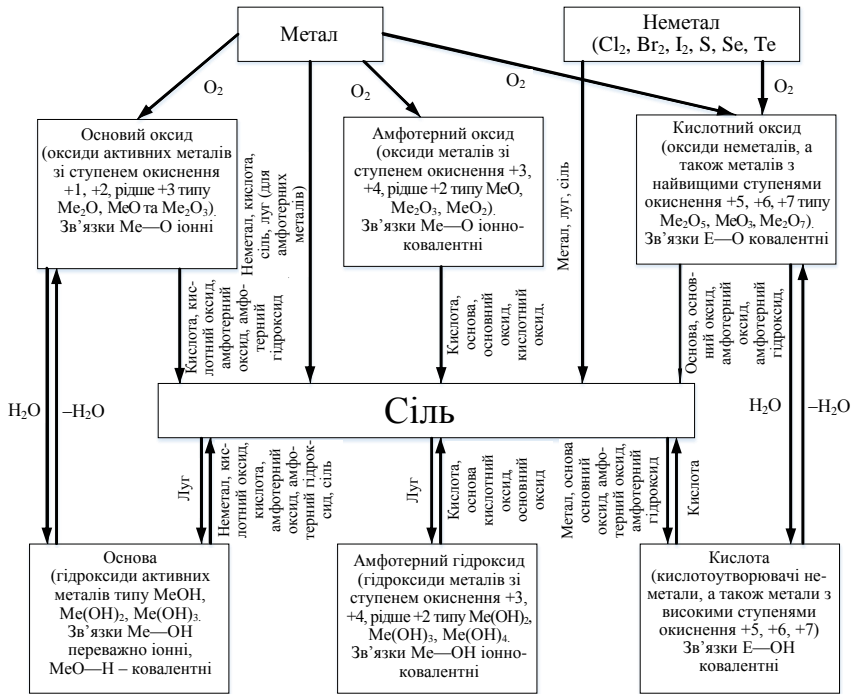 Метал
Неметал
(Cl₂, Br₂, I₂, S, Se, Te
O₂
O₂
O₂
O₂
Основий оксид
(оксиди активних металів
зі ступенем окиснення
+1, +2, рідше +3 типу
Me₂O, MeO та Me₂O₃).
Зв’язки Me—O іонні
Неметал, кислота,
сіль, луг (для
амфотерних
металів)
Амфотерний оксид
(оксиди металів зі
ступенем окиснення +3,
+4, рідше +2 типу MeO,
Me₂O₃, MeO₂).
Зв’язки Me—O іонно-
ковалентні
Метал, луг, сіль
Кислотний оксид
(оксиди неметалів, а
також металів з
найвищими ступенями
окиснення +5, +6, +7 типу
Me₂O₅, MeO₃, Me₂O₇).
Зв’язки E—O ковалентні
Кислота, кис-
лотний оксид,
амфотерний
оксид, амфо-
терний
гідроксид
Кислота,
основа,
основний
оксид,
кислотний
оксид.
Основа, основ-
ний оксид,
амфотерний
оксид,
амфотерний
гідроксид,
H₂O
–H₂O
Сіль
H₂O
–H₂O
Луг
Неметал, кис-
лотний оксид,
кислота,
амфотерний
оксид, амфо-
терний гідрок-
сид, сіль
Луг
Кислота,
основа
кислотний
оксид,
основний
оксид
Метал, основа
основний
оксид, амфо-
терний оксид,
амфотерний
гідроксид
Кислота
Основа
(гідроксиди активних
металів типу MeOH,
Me(OH)₂, Me(OH)₃.
Зв’язки Me—OH
переважно іонні,
MeO—H – ковалентні
Амфотерний гідроксид
(гідроксиди металів зі
ступенем окиснення +3,
+4, рідше +2 типу Me(OH)₂,
Me(OH)₃, Me(OH)₄.
Зв’язки Me—OH іонно-
ковалентні
Кислота
(кислотоутворювачі не-
метали, а також метали з
високими ступенями
окиснення +5, +6, +7)
Зв’язки E—OH
ковалентні